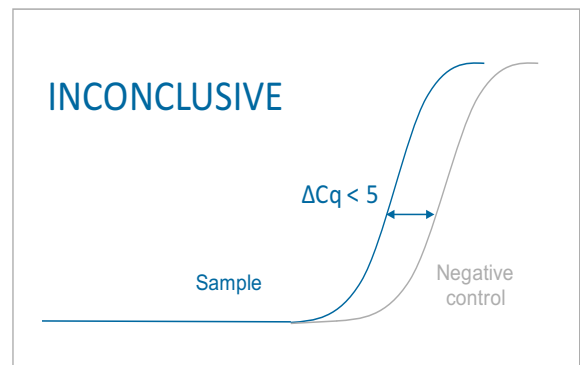 INCONCLUSIVE
ΔCq < 5
Sample
Negative
control